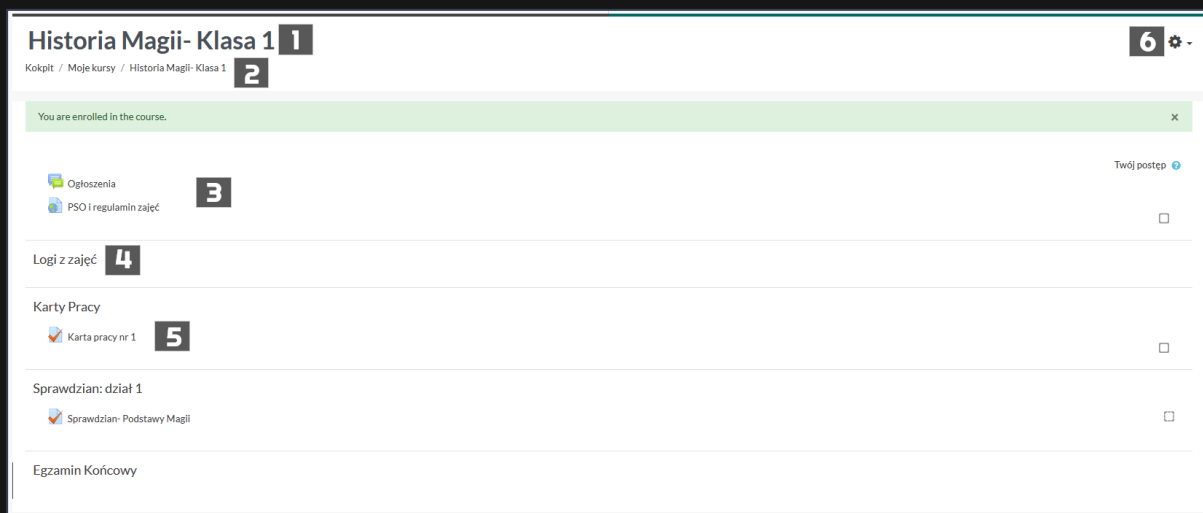 Historia Magii- Klasa 1 1
6
Kokpit / Moje kursy / Historia Magii- Klasa 1 2
You are enrolled in the course. ×
Twój postęp ?
Ogłoszenia
3
PSO i regulamin zajęć
Logi z zajęć 4
Karty Pracy
Karta pracy nr 1 5
Sprawdzian: dział 1
Sprawdzian- Podstawy Magii
Egzamin Końcowy